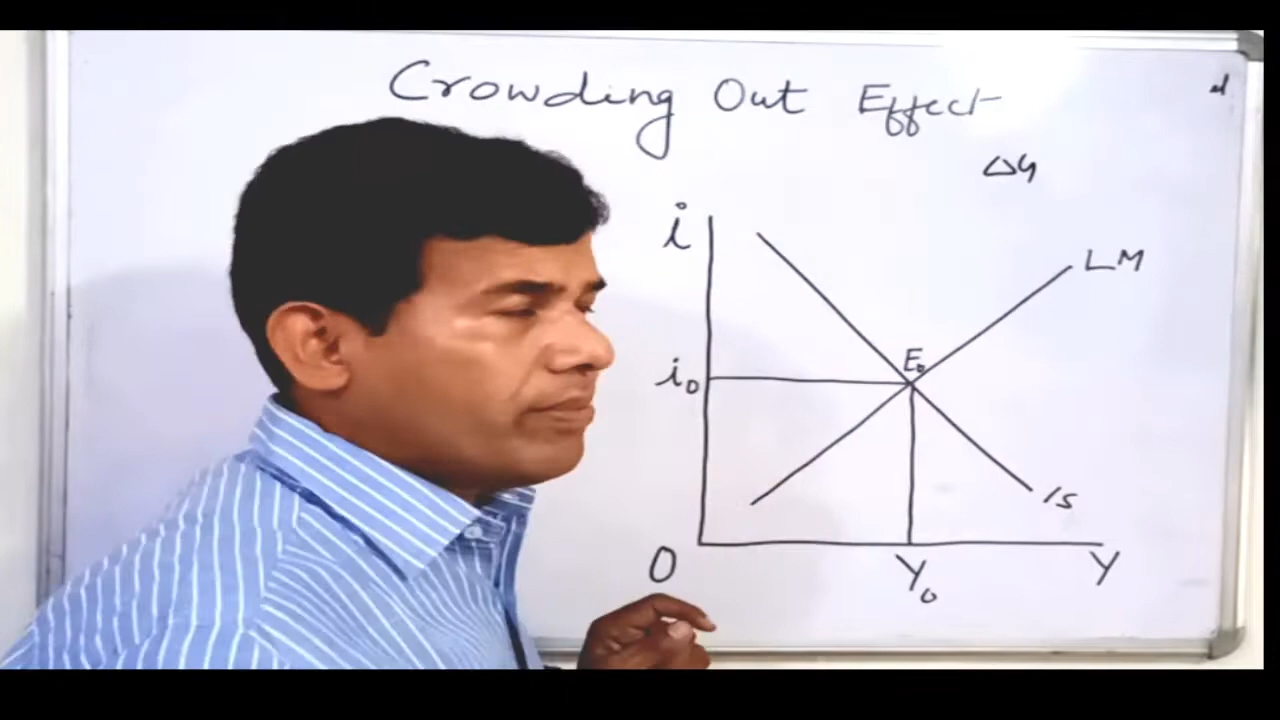 Crowding Out Effect
ΔG
i
LM
E₀
i₀
IS
O
Y₀
Y